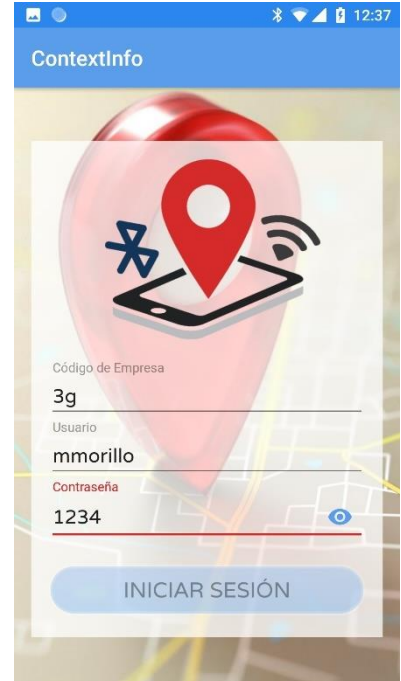 12:37
ContextInfo
Código de Empresa
3g
Usuario
mmorillo
Contraseña
1234
INICIAR SESIÓN